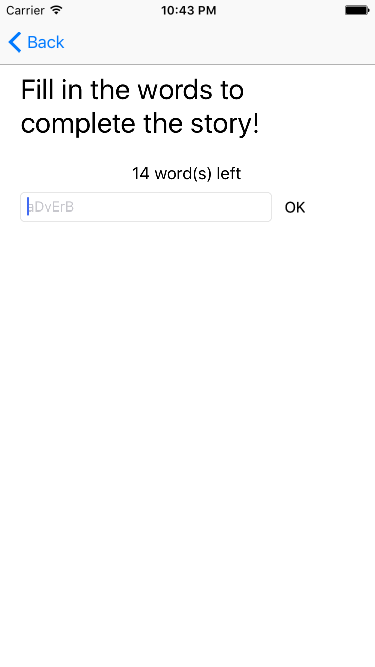 Carrier 10:43 PM
Back
Fill in the words to
complete the story!
14 word(s) left
aDvErB OK